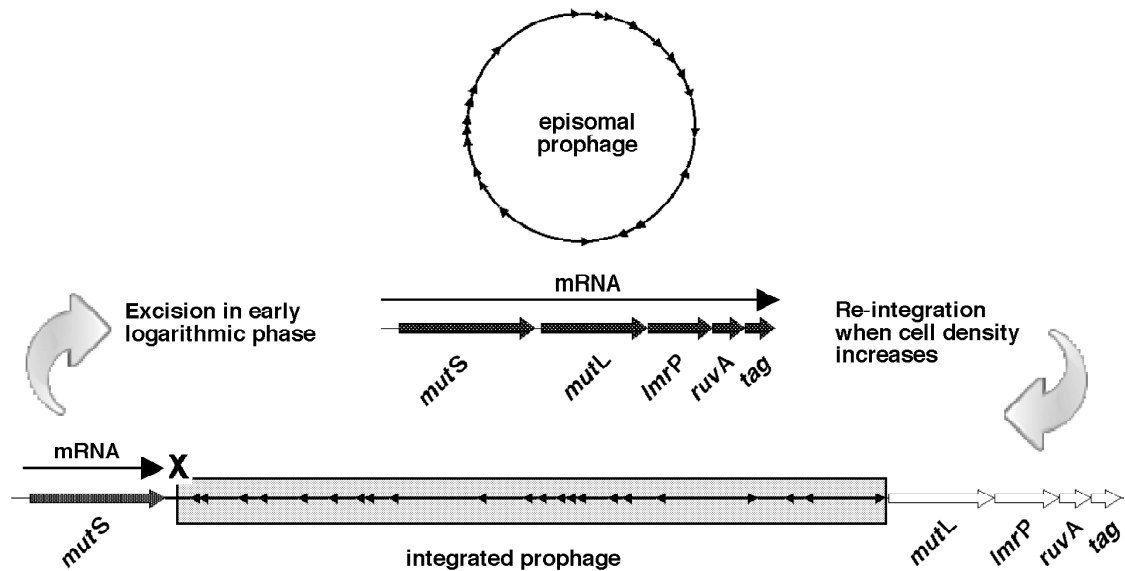 episomal
prophage
mRNA
Excision in early
logarithmic phase
Re-integration
when cell density
increases
mutS
mutL
lmrP
ruvA
tag
mRNA
X
mutS
mutL
lmrP
ruvA
tag
integrated prophage